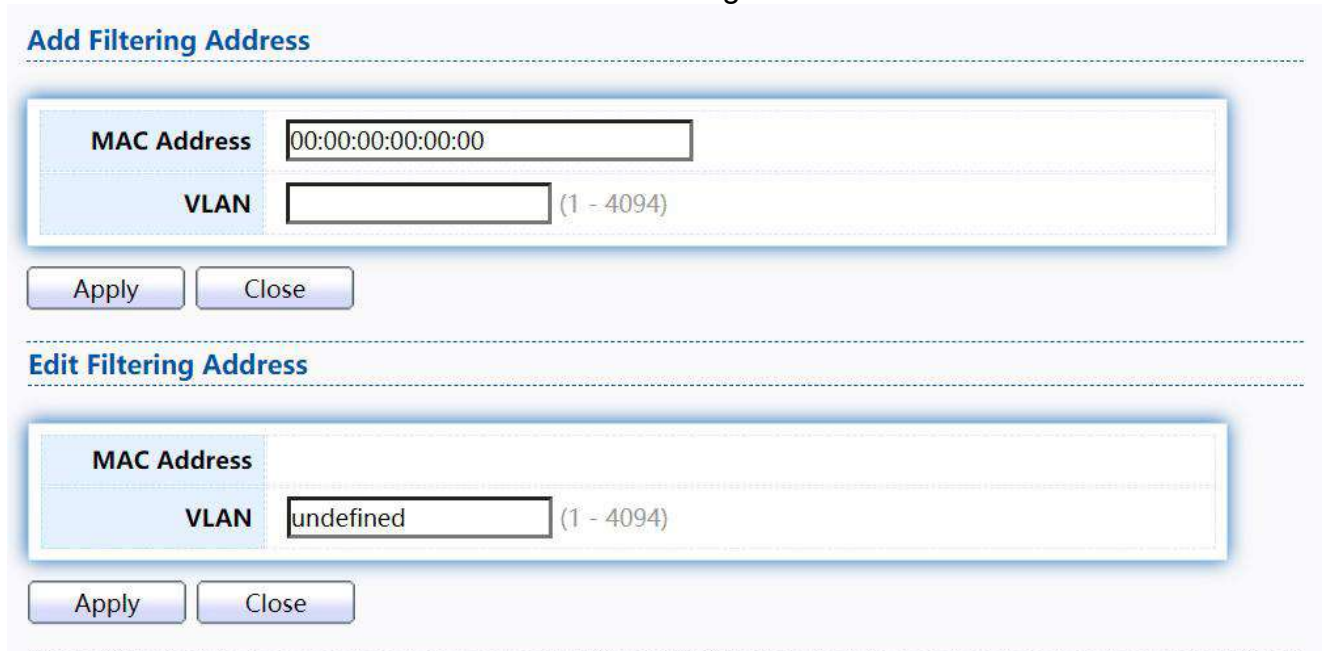 Add Filtering Address
MAC Address 00:00:00:00:00:00
VLAN (1 - 4094)
Apply Close
Edit Filtering Address
MAC Address
VLAN undefined (1 - 4094)
Apply Close